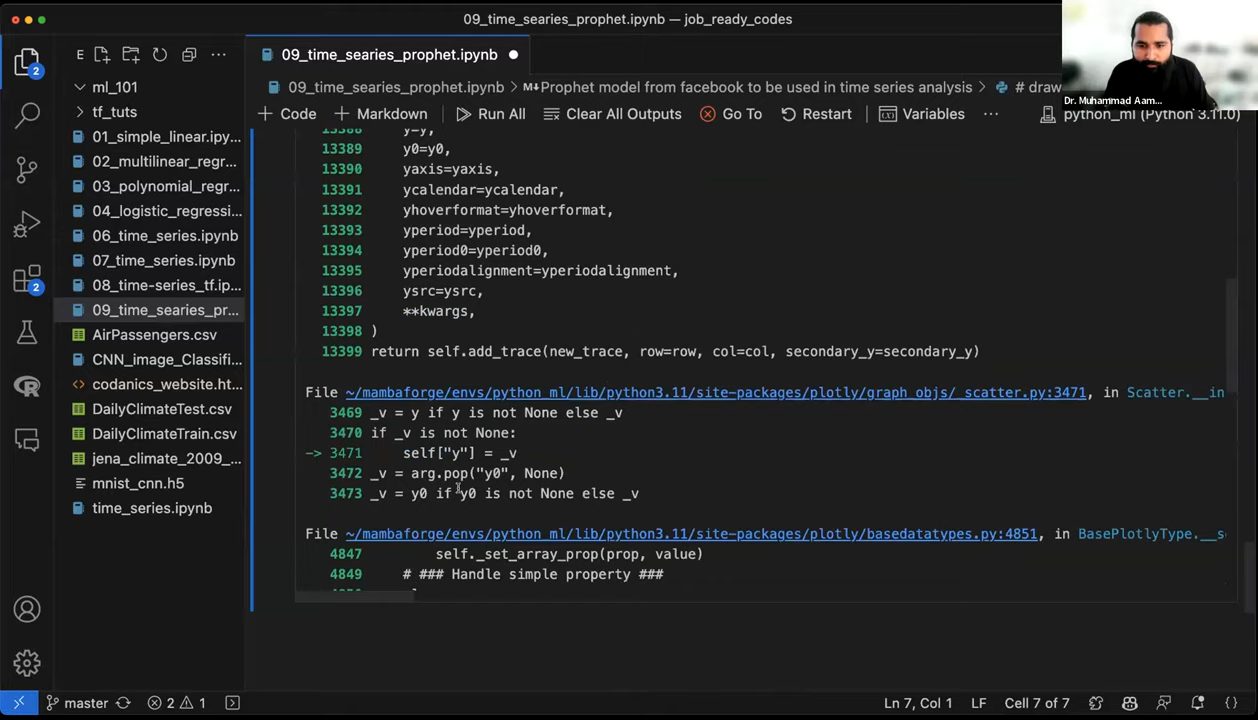 09_time_searies_prophet.ipynb — job_ready_codes
E
09_time_searies_prophet.ipynb
2
ml_101
tf_tuts
01_simple_linear.ipy...
02_multilinear_regr...
03_polynomial_regr...
04_logistic_regressi...
06_time_series.ipynb
07_time_series.ipynb
08_time-series_tf.ip...
09_time_searies_pr...
AirPassengers.csv
CNN_image_Classifi...
codanics_website.ht...
DailyClimateTest.csv
DailyClimateTrain.csv
jena_climate_2009_...
mnist_cnn.h5
time_series.ipynb
2
09_time_searies_prophet.ipynb > M↓Prophet model from facebook to be used in time series analysis > # draw
+ Code + Markdown Run All Clear All Outputs Go To Restart Variables ... python_ml (Python 3.11.0)
Dr. Muhammad Aam...
13388 y=y,
13389 y0=y0,
13390 yaxis=yaxis,
13391 ycalendar=ycalendar,
13392 yhoverformat=yhoverformat,
13393 yperiod=yperiod,
13394 yperiod0=yperiod0,
13395 yperiodalignment=yperiodalignment,
13396 ysrc=ysrc,
13397 **kwargs,
13398 )
13399 return self.add_trace(new_trace, row=row, col=col, secondary_y=secondary_y)
File ~/mambaforge/envs/python_ml/lib/python3.11/site-packages/plotly/graph_objs/_scatter.py:3471, in Scatter.__in
3469 _v = y if y is not None else _v
3470 if _v is not None:
-> 3471 self["y"] = _v
3472 _v = arg.pop("y0", None)
3473 _v = y0 if y0 is not None else _v
File ~/mambaforge/envs/python_ml/lib/python3.11/site-packages/plotly/basedatatypes.py:4851, in BasePlotlyType.__se
4847 self._set_array_prop(prop, value)
4849 # ### Handle simple property ###
master 2 1 Ln 7, Col 1 LF Cell 7 of 7